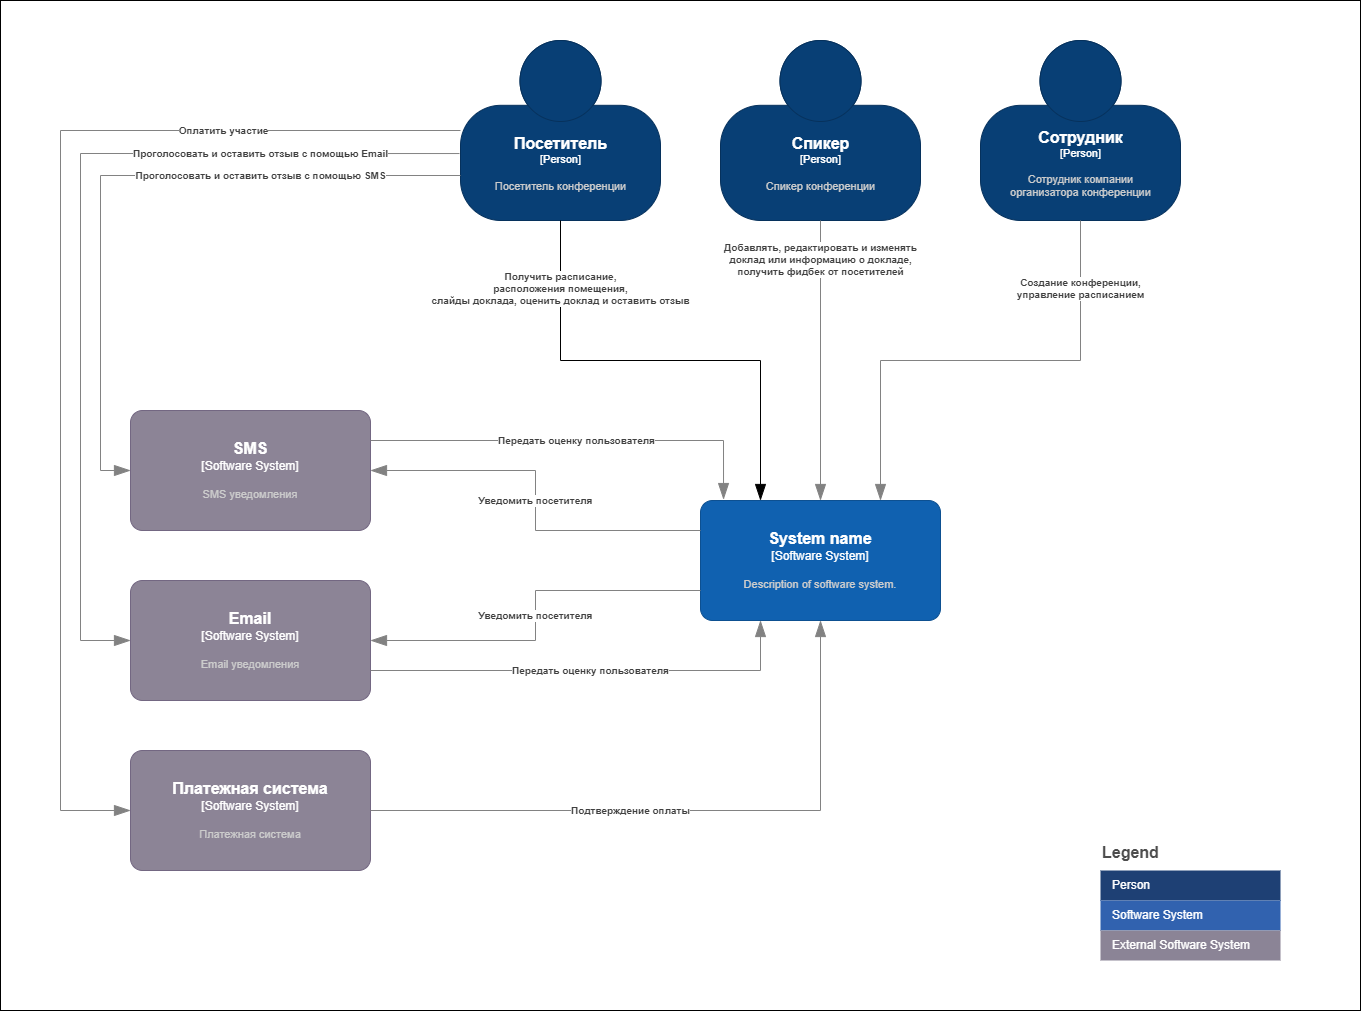 Посетитель
[Person]
Посетитель конференции
Спикер
[Person]
Спикер конференции
Сотрудник
[Person]
Сотрудник компании
организатора конференции
Оплатить участие
Проголосовать и оставить отзыв с помощью Email
Проголосовать и оставить отзыв с помощью SMS
Получить расписание,
расположения помещения,
слайды доклада, оценить доклад и оставить отзыв
Добавлять, редактировать и изменять
доклад или информацию о докладе,
получить фидбек от посетителей
Создание конференции,
управление расписанием
SMS
[Software System]
SMS уведомления
Передать оценку пользователя
Уведомить посетителя
System name
[Software System]
Description of software system.
Email
[Software System]
Email уведомления
Уведомить посетителя
Передать оценку пользователя
Платежная система
[Software System]
Платежная система
Подтверждение оплаты
Legend
Person
Software System
External Software System